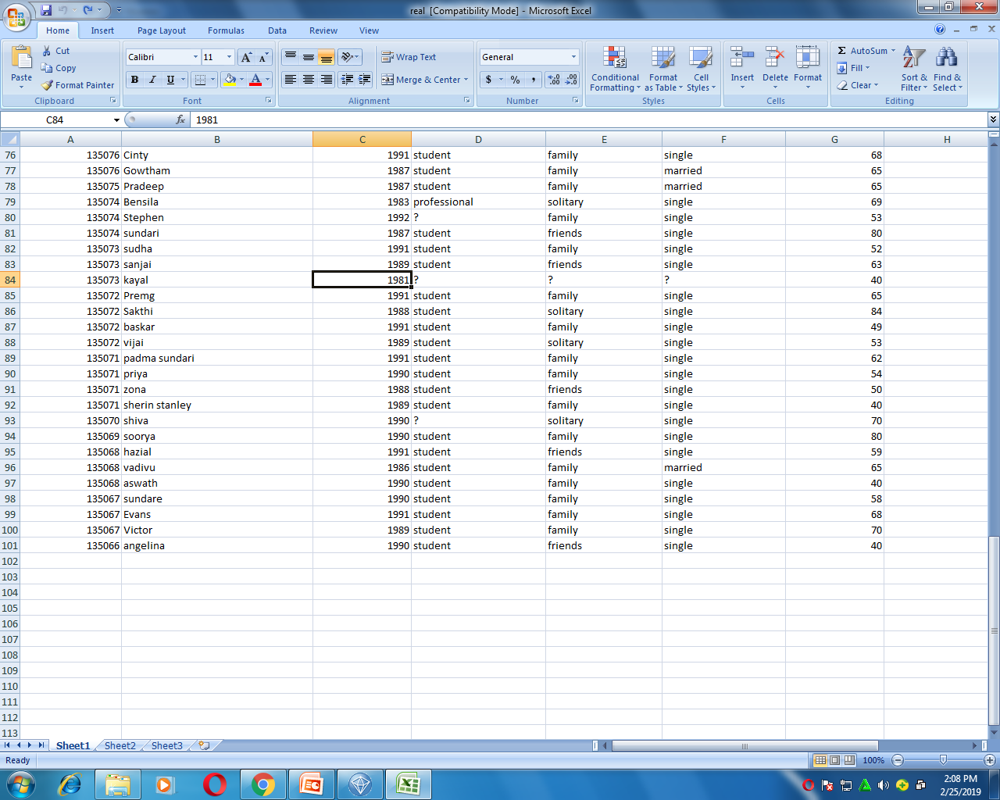 real [Compatibility Mode] - Microsoft Excel
Home Insert Page Layout Formulas Data Review View
Paste Cut Copy Format Painter Clipboard
Calibri 11 A A B I U A Font
Wrap Text Merge & Center Alignment
General $ % , .00 Number
Conditional Formatting Format as Table Cell Styles Styles
Insert Delete Format Cells
Σ AutoSum Fill Clear Sort & Filter Find & Select Editing
C84 fx 1981
A B C D E F G H
76 135076 Cinty 1991 student family single 68
77 135076 Gowtham 1987 student family married 65
78 135075 Pradeep 1987 student family married 65
79 135074 Bensila 1983 professional solitary single 69
80 135074 Stephen 1992 ? family single 53
81 135074 sundari 1987 student friends single 80
82 135073 sudha 1991 student family single 52
83 135073 sanjai 1989 student friends single 63
84 135073 kayal 1981 ? ? ? 40
85 135072 Premg 1991 student family single 65
86 135072 Sakthi 1988 student solitary single 84
87 135072 baskar 1991 student family single 49
88 135072 vijai 1989 student solitary single 53
89 135071 padma sundari 1991 student family single 62
90 135071 priya 1990 student family single 54
91 135071 zona 1988 student friends single 50
92 135071 sherin stanley 1989 student family single 40
93 135070 shiva 1990 ? solitary single 70
94 135069 soorya 1990 student family single 80
95 135068 hazial 1991 student friends single 59
96 135068 vadivu 1986 student family married 65
97 135068 aswath 1990 student family single 40
98 135067 sundare 1990 student family single 58
99 135067 Evans 1991 student family single 68
100 135067 Victor 1989 student family single 70
101 135066 angelina 1990 student friends single 40
102
103
104
105
106
107
108
109
110
111
112
113
Sheet1 Sheet2 Sheet3
Ready 100%
2:08 PM
2/25/2019